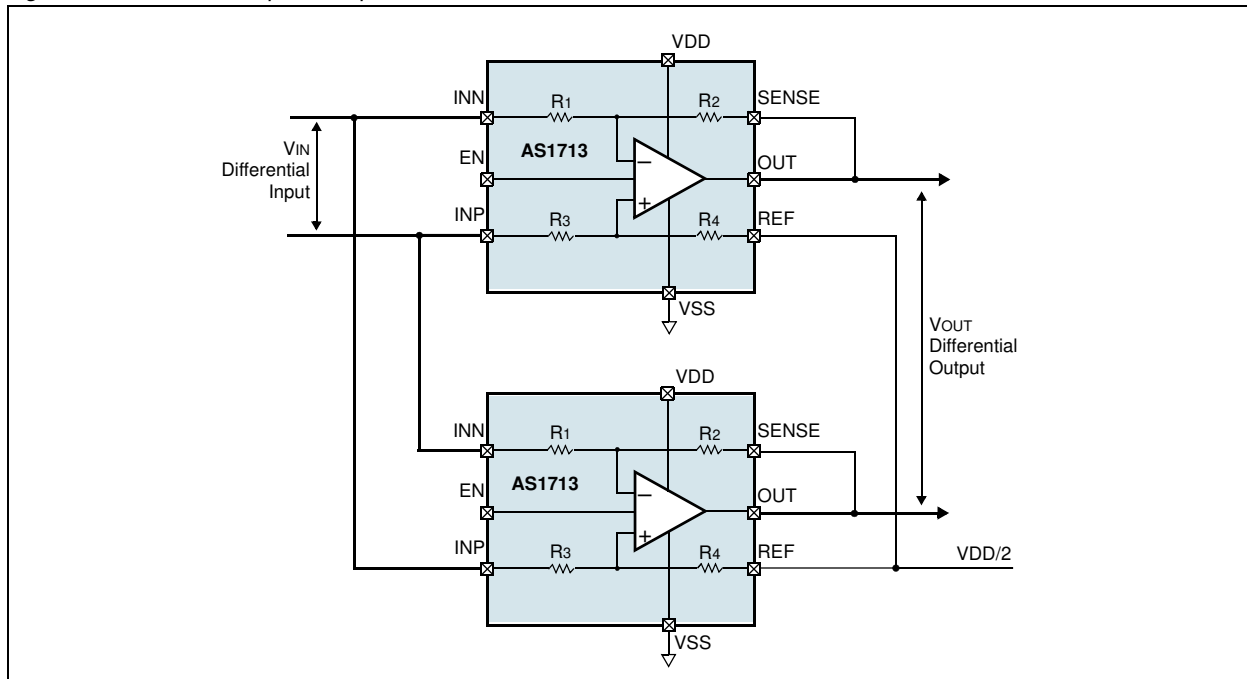 VDD
INN
R1
R2
SENSE
VIN
Differential
Input
EN
AS1713
OUT
INP
R3
R4
REF
VSS
VOUT
Differential
Output
VDD
INN
R1
R2
SENSE
EN
AS1713
OUT
INP
R3
R4
REF
VDD/2
VSS